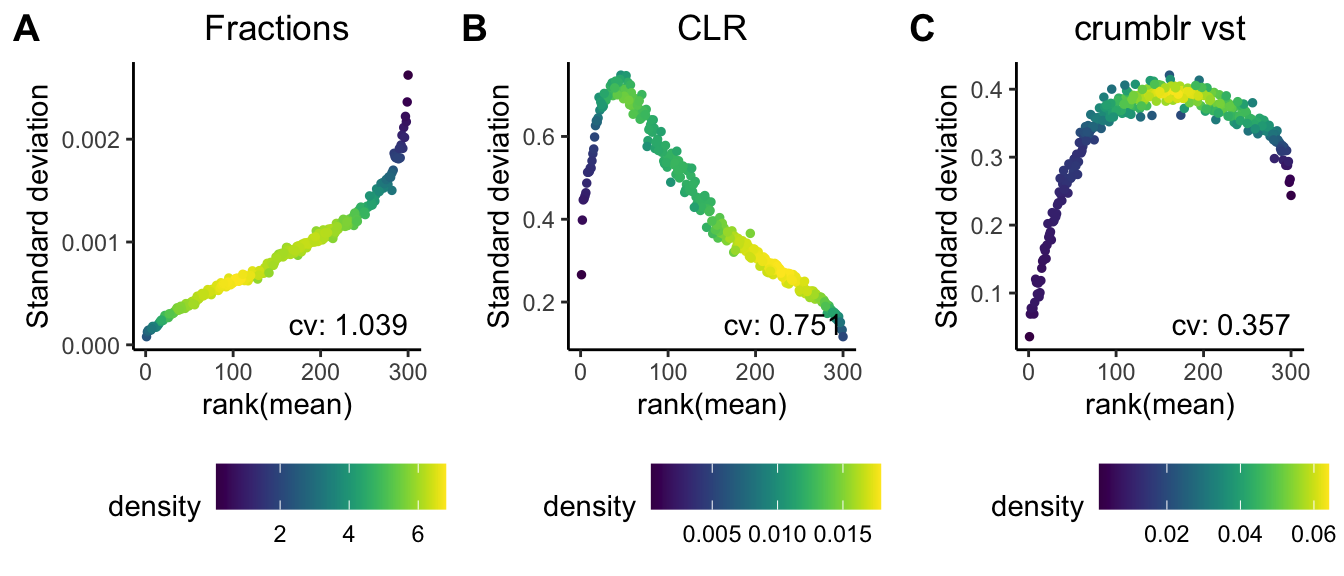 A Fractions
Standard deviation
0.002
0.001
0.000
cv: 1.039
0 100 200 300
rank(mean)
density
2 4 6
B CLR
Standard deviation
0.6
0.4
0.2
cv: 0.751
0 100 200 300
rank(mean)
density
0.005 0.010 0.015
C crumblr vst
Standard deviation
0.4
0.3
0.2
0.1
cv: 0.357
0 100 200 300
rank(mean)
density
0.02 0.04 0.06